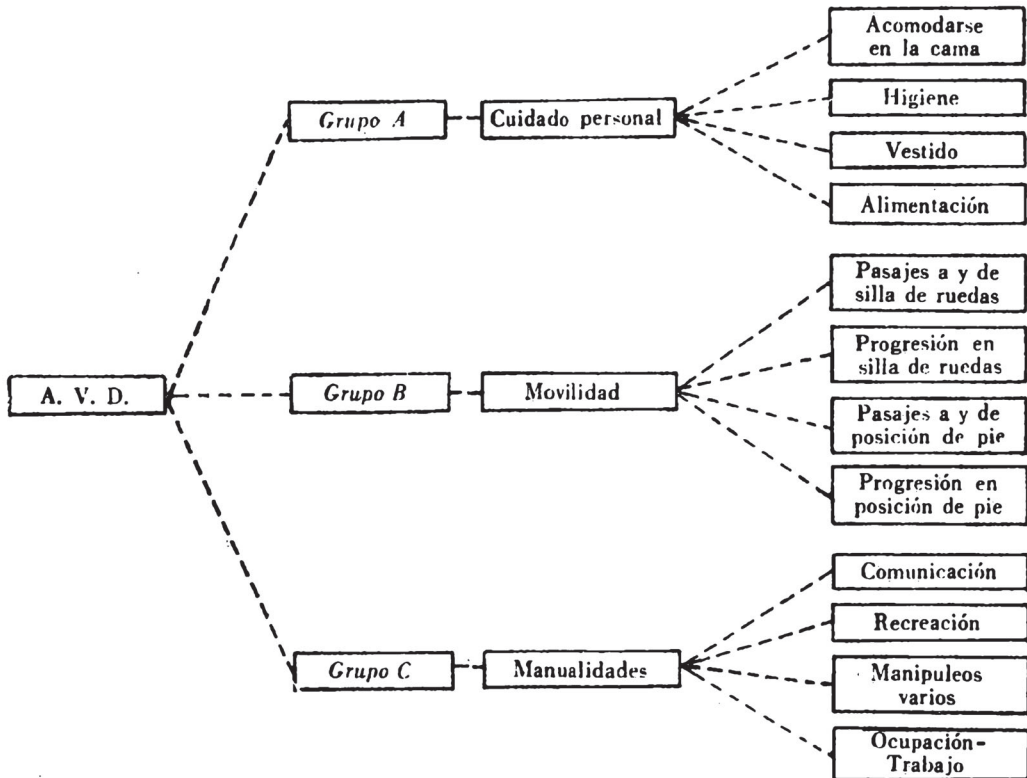 A. V. D.
Grupo A
Cuidado personal
Acomodarse
en la cama
Higiene
Vestido
Alimentación
Grupo B
Movilidad
Pasajes a y de
silla de ruedas
Progresión en
silla de ruedas
Pasajes a y de
posición de pie
Progresión en
posición de pie
Grupo C
Manualidades
Comunicación
Recreación
Manipuleos
varios
Ocupación-
Trabajo